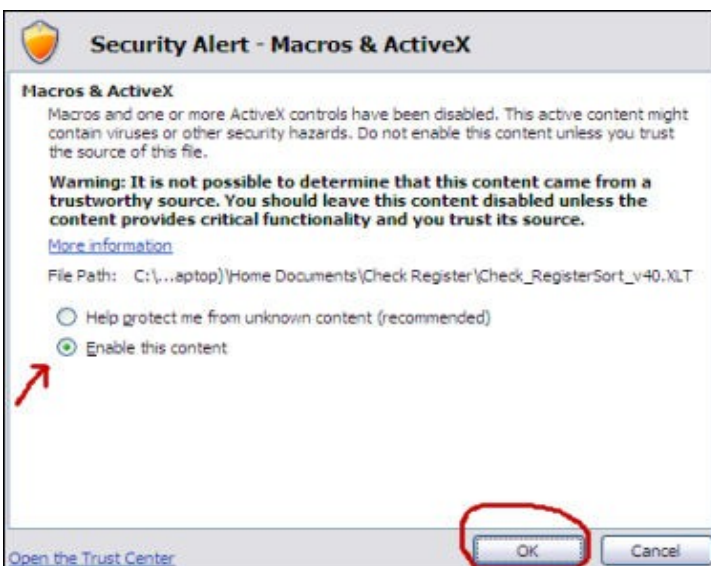 Security Alert - Macros & ActiveX
Macros & ActiveX
Macros and one or more ActiveX controls have been disabled. This active content might
contain viruses or other security hazards. Do not enable this content unless you trust
the source of this file.
Warning: It is not possible to determine that this content came from a
trustworthy source. You should leave this content disabled unless the
content provides critical functionality and you trust its source.
More information
File Path: C:\...aptop)\Home Documents\Check Register\Check_RegisterSort_v40.XLT
Help protect me from unknown content (recommended)
Enable this content
Open the Trust Center
OK
Cancel